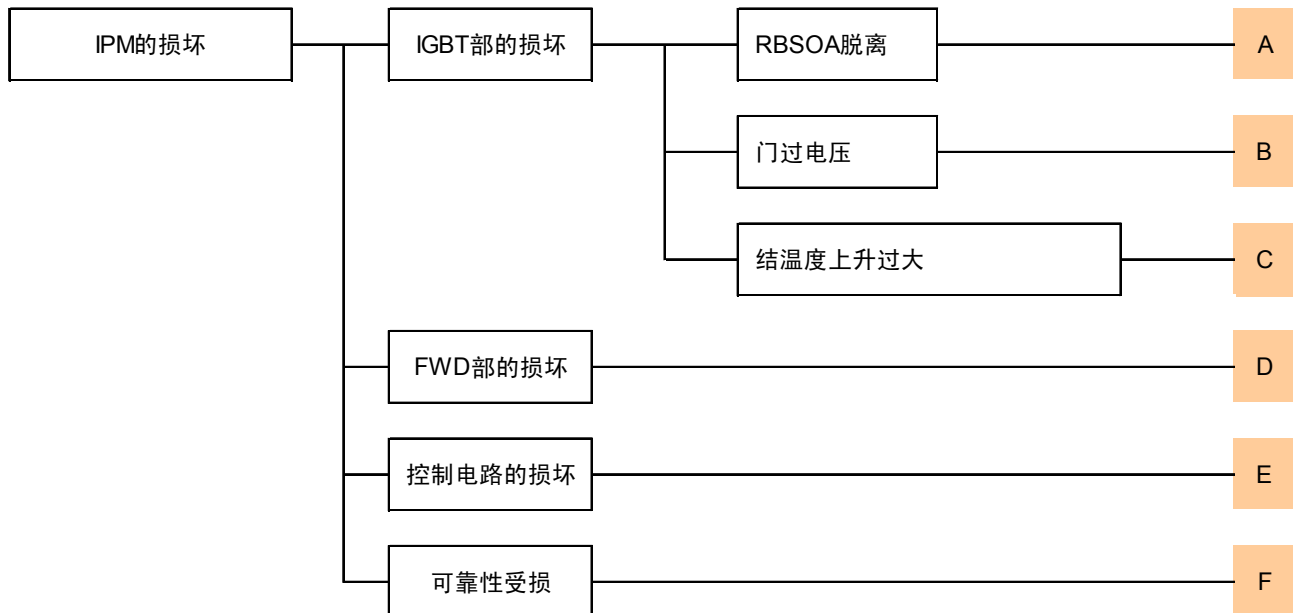 IPM的损坏
IGBT部的损坏
RBSOA脱离
A
门过电压
B
结温度上升过大
C
FWD部的损坏
D
控制电路的损坏
E
可靠性受损
F